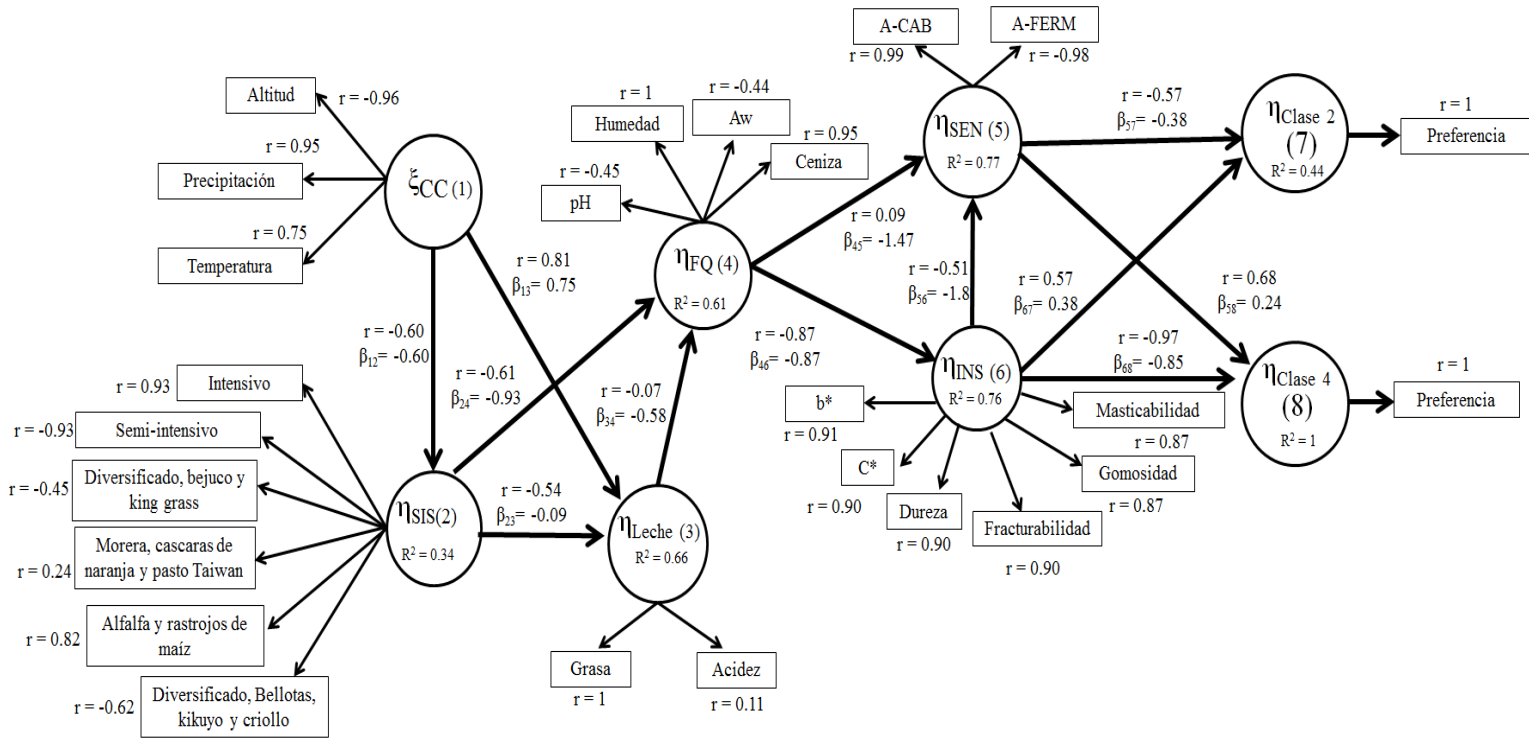 A-CAB
r = 0.99
A-FERM
r = -0.98
Altitud
r = -0.96
r = 0.95
Precipitación
r = 0.75
Temperatura
ξCC (1)
r = 1
Humedad
r = -0.44
Aw
r = 0.95
Ceniza
r = -0.45
pH
ηFQ (4)
R² = 0.61
ηSEN (5)
R² = 0.77
r = -0.57
β57= -0.38
ηClase 2
(7)
R² = 0.44
r = 1
Preferencia
r = 0.81
β13= 0.75
r = 0.09
β45= -1.47
r = -0.51
β56= -1.8
r = 0.57
β67= 0.38
r = 0.68
β58= 0.24
r = -0.60
β12= -0.60
r = -0.61
β24= -0.93
r = -0.07
β34= -0.58
r = -0.87
β46= -0.87
ηINS (6)
R² = 0.76
r = -0.97
β68= -0.85
ηClase 4
(8)
R² = 1
r = 1
Preferencia
b*
r = 0.91
C*
r = 0.90
Dureza
r = 0.90
Fracturabilidad
r = 0.90
Masticabilidad
r = 0.87
Gomosidad
r = 0.87
r = 0.93
Intensivo
r = -0.93
Semi-intensivo
r = -0.45
Diversificado, bejuco y
king grass
r = 0.24
Morera, cascaras de
naranja y pasto Taiwan
r = 0.82
Alfalfa y rastrojos de
maíz
r = -0.62
Diversificado, Bellotas,
kikuyo y criollo
ηSIS(2)
R² = 0.34
r = -0.54
β23= -0.09
ηLeche (3)
R² = 0.66
Grasa
r = 1
Acidez
r = 0.11